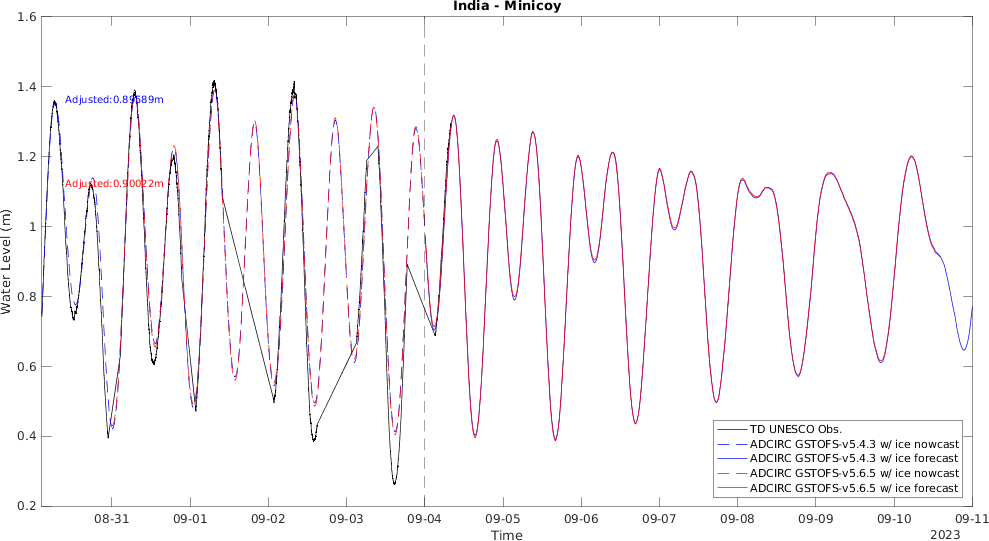 India - Minicoy
Water Level (m)
1.6
1.4
1.2
1
0.8
0.6
0.4
0.2
Adjusted:0.89589m
Adjusted:0.90022m
TD UNESCO Obs.
ADCIRC GSTOFS-v5.4.3 w/ ice nowcast
ADCIRC GSTOFS-v5.4.3 w/ ice forecast
ADCIRC GSTOFS-v5.6.5 w/ ice nowcast
ADCIRC GSTOFS-v5.6.5 w/ ice forecast
08-31 09-01 09-02 09-03 09-04 09-05 09-06 09-07 09-08 09-09 09-10 09-11
Time
2023